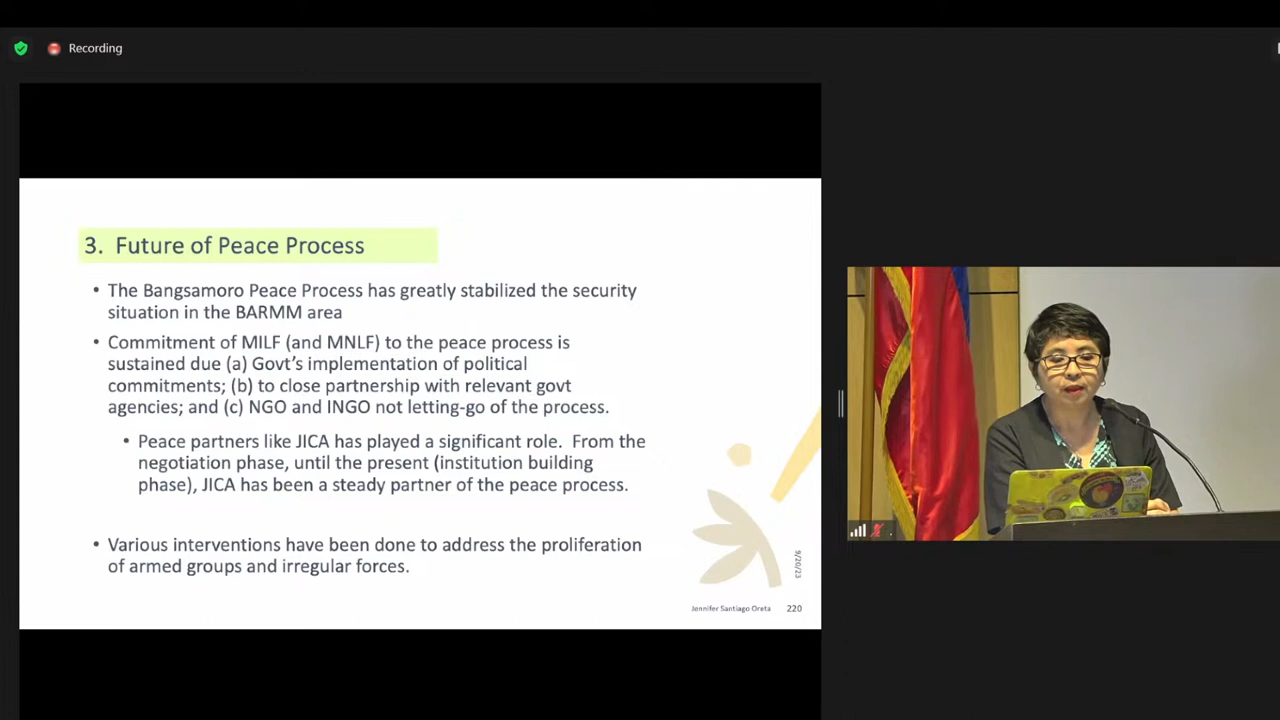 Recording
3. Future of Peace Process
• The Bangsamoro Peace Process has greatly stabilized the security
situation in the BARMM area
• Commitment of MILF (and MNLF) to the peace process is
sustained due (a) Govt's implementation of political
commitments; (b) to close partnership with relevant govt
agencies; and (c) NGO and INGO not letting-go of the process.
• Peace partners like JICA has played a significant role. From the
negotiation phase, until the present (institution building
phase), JICA has been a steady partner of the peace process.
• Various interventions have been done to address the proliferation
of armed groups and irregular forces.
9/20/23
Jennifer Santiago Oreta 220